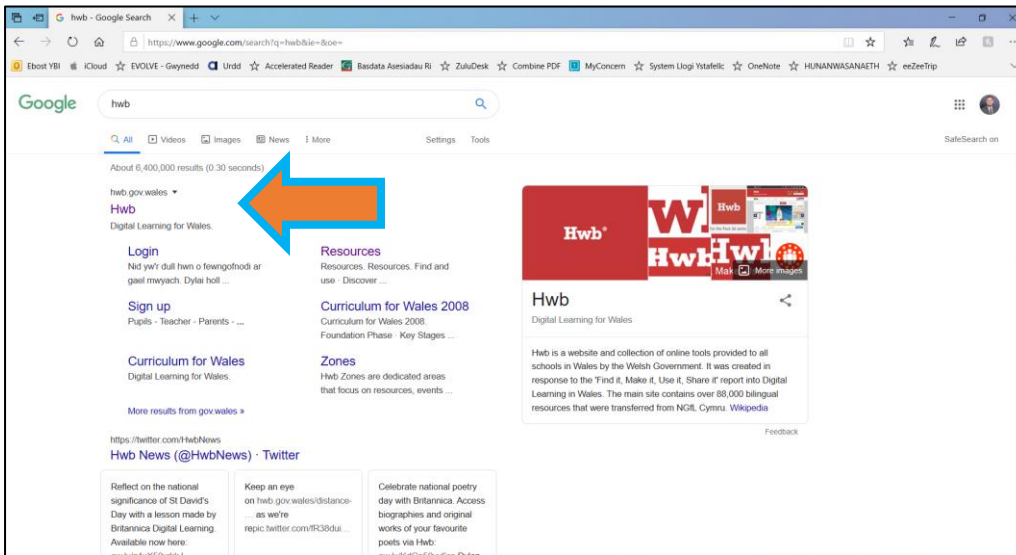 hwb - Google Search
https://www.google.com/search?q=hwb&ie=&oe=
Ebost YBI iCloud EVOLVE - Gwynedd Urdd Accelerated Reader Basdata Asesiadau Ri ZuluDesk Combine PDF MyConcern System Llogi Ystafellc OneNote HUNANWASANAETH eeZeeTrip
Google
hwb
All Videos Images News More Settings Tools
SafeSearch on
About 6,400,000 results (0.30 seconds)
hwb.gov.wales
Hwb
Digital Learning for Wales.
Login
Nid yw'r dull hwn o fewngofnodi ar
gael mwyach. Dylai holl ...
Resources
Resources. Resources. Find and
use · Discover ...
Sign up
Pupils - Teacher - Parents - ...
Curriculum for Wales 2008
Curriculum for Wales 2008.
Foundation Phase · Key Stages ...
Curriculum for Wales
Digital Learning for Wales.
Zones
Hwb Zones are dedicated areas
that focus on resources, events ...
More results from gov.wales »
https://twitter.com/HwbNews
Hwb News (@HwbNews) · Twitter
Reflect on the national
significance of St David's
Day with a lesson made by
Britannica Digital Learning.
Available now here:
Keep an eye
on hwb.gov.wales/distance-
... as we're
Celebrate national poetry
day with Britannica. Access
biographies and original
works of your favourite
poets via Hwb:
Hwb
W
Hwb
Hwb
Hwb
Mak
More images
Hwb
Digital Learning for Wales
Hwb is a website and collection of online tools provided to all
schools in Wales by the Welsh Government. It was created in
response to the 'Find it, Make it, Use it, Share it' report into Digital
Learning in Wales. The main site contains over 88,000 bilingual
resources that were transferred from NGfL Cymru. Wikipedia
Feedback